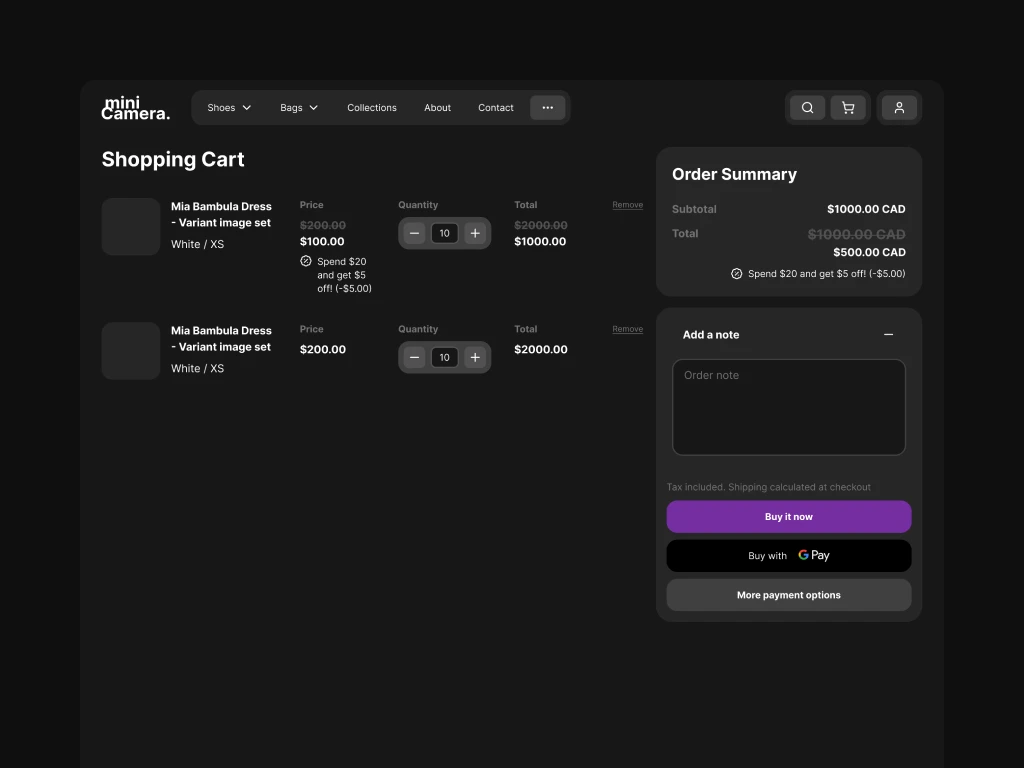 mini
Camera.
Shoes
Bags
Collections
About
Contact
Shopping Cart
Mia Bambula Dress
- Variant image set
White / XS
Price
$200.00
$100.00
Spend $20
and get $5
off! (-$5.00)
Quantity
10
Total
$2000.00
$1000.00
Remove
Mia Bambula Dress
- Variant image set
White / XS
Price
$200.00
Quantity
10
Total
$2000.00
Remove
Order Summary
Subtotal $1000.00 CAD
Total $1000.00 CAD
$500.00 CAD
Spend $20 and get $5 off! (-$5.00)
Add a note
Order note
Tax included. Shipping calculated at checkout
Buy it now
Buy with G Pay
More payment options